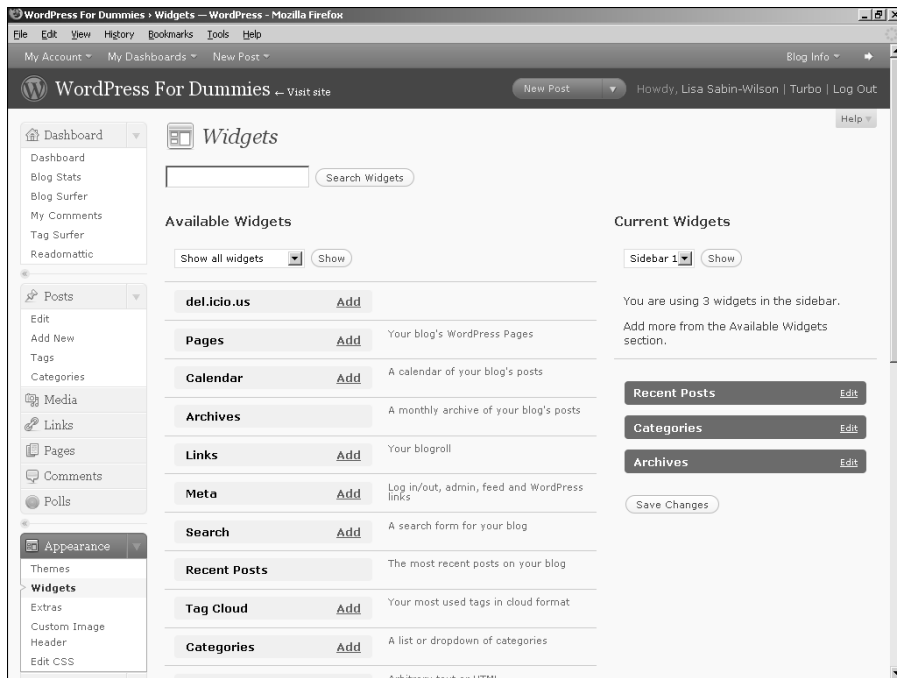 WordPress For Dummies › Widgets — WordPress - Mozilla Firefox
File Edit View History Bookmarks Tools Help
My Account My Dashboards New Post Blog Info
WordPress For Dummies ← Visit site New Post Howdy, Lisa Sabin-Wilson | Turbo | Log Out
Help
Dashboard
Dashboard
Blog Stats
Blog Surfer
My Comments
Tag Surfer
Readomattic
Posts
Edit
Add New
Tags
Categories
Media
Links
Pages
Comments
Polls
Appearance
Themes
Widgets
Extras
Custom Image
Header
Edit CSS
Widgets
Search Widgets
Available Widgets
Show all widgets Show
del.icio.us Add
Pages Add Your blog's WordPress Pages
Calendar Add A calendar of your blog's posts
Archives A monthly archive of your blog's posts
Links Add Your blogroll
Meta Add Log in/out, admin, feed and WordPress
links
Search Add A search form for your blog
Recent Posts The most recent posts on your blog
Tag Cloud Add Your most used tags in cloud format
Categories Add A list or dropdown of categories
Current Widgets
Sidebar 1 Show
You are using 3 widgets in the sidebar.
Add more from the Available Widgets
section.
Recent Posts Edit
Categories Edit
Archives Edit
Save Changes